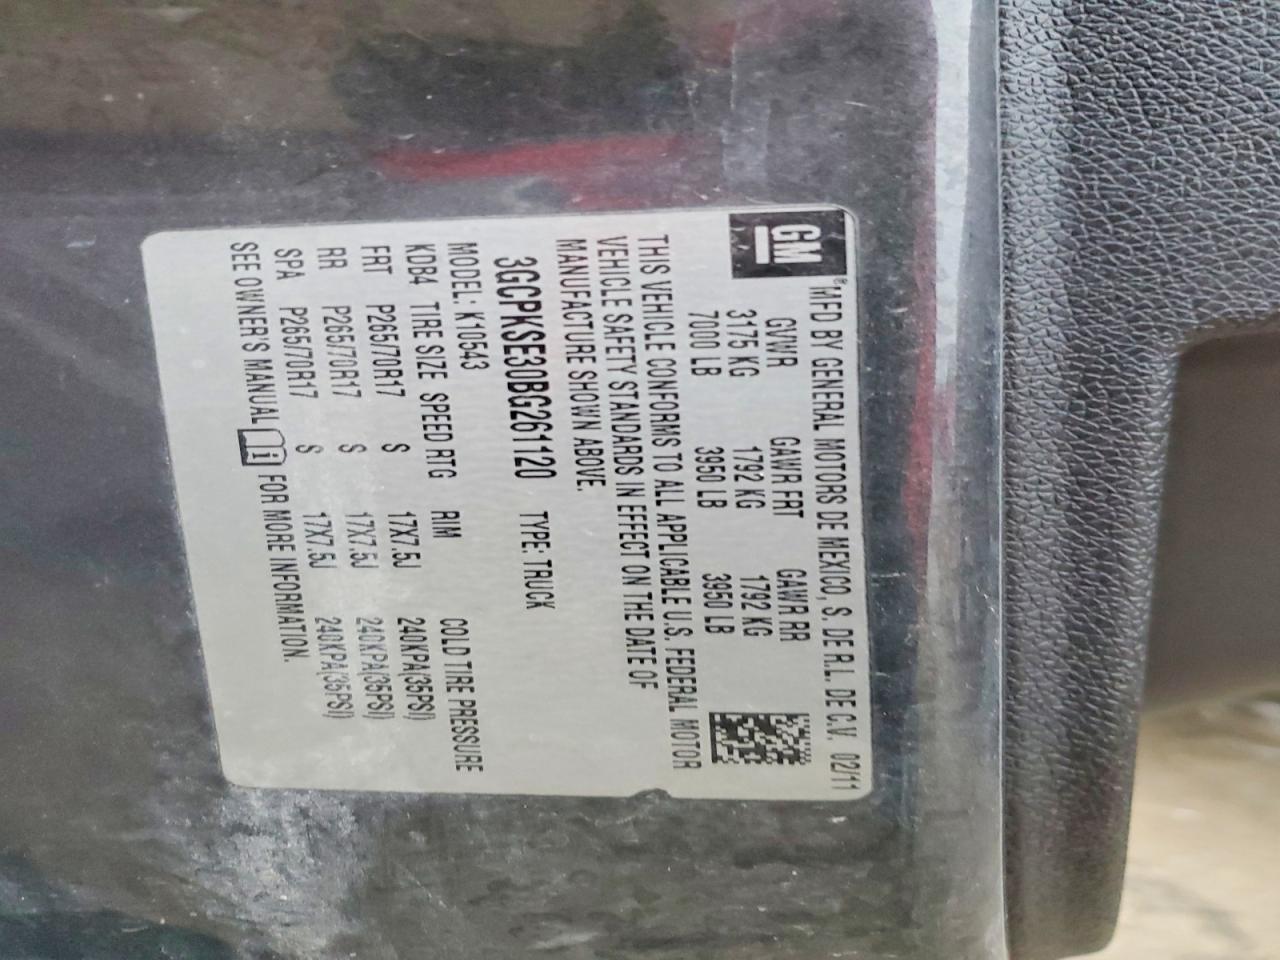 GM
®MFD BY GENERAL MOTORS DE MEXICO, S. DE R.L. DE C.V. 02/11
GVWR GAWR FRT GAWR RR
3175 KG 1792 KG 1792 KG
7000 LB 3950 LB 3950 LB
THIS VEHICLE CONFORMS TO ALL APPLICABLE U.S. FEDERAL MOTOR
VEHICLE SAFETY STANDARDS IN EFFECT ON THE DATE OF
MANUFACTURE SHOWN ABOVE.
3GCPKSE30BG261120 TYPE: TRUCK
MODEL: K10543
KDB4 TIRE SIZE SPEED RTG RIM COLD TIRE PRESSURE
FRT P265/70R17 S 17X7.5J 240KPA(35PSI)
RR P265/70R17 S 17X7.5J 240KPA(35PSI)
SPA P265/70R17 S 17X7.5J 240KPA(35PSI)
SEE OWNER'S MANUAL i FOR MORE INFORMATION.